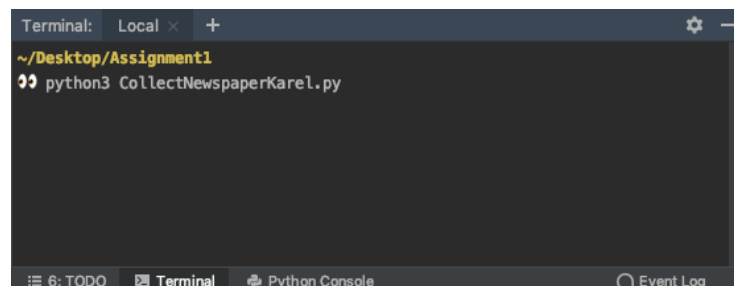 Terminal: Local × +
~/Desktop/Assignment1
👀 python3 CollectNewspaperKarel.py
6: TODO Terminal Python Console Event Log